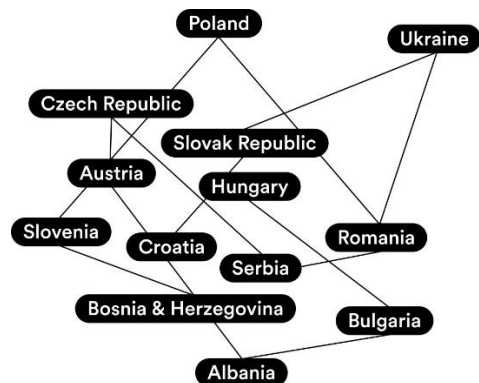 Poland
Ukraine
Czech Republic
Slovak Republic
Austria
Hungary
Slovenia
Croatia
Romania
Serbia
Bosnia & Herzegovina
Bulgaria
Albania